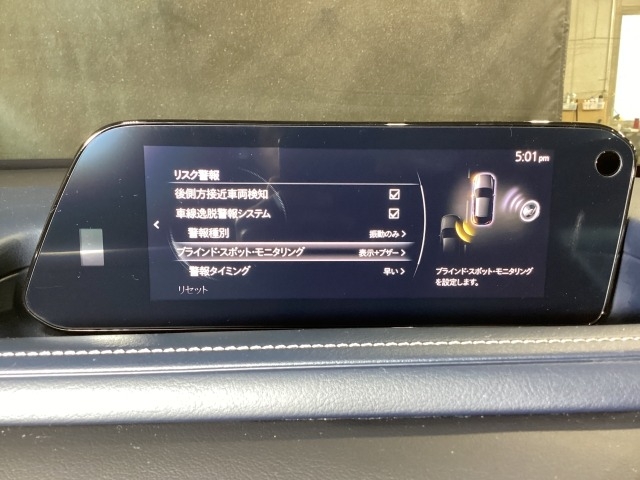 5:01pm
リスク警報
後側方接近車両検知
車線逸脱警報システム
警報種別 振動のみ
ブラインド・スポット・モニタリング 表示+ブザー
警報タイミング 早い
リセット
ブラインド・スポット・モニタリング
を設定します。